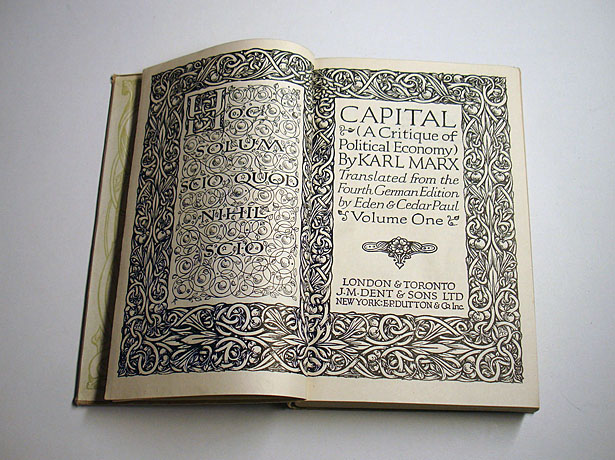 HOC
SOLUM
SCIO, QUOD
NIHIL
SCIO
CAPITAL
(A Critique of
Political Economy)
By KARL MARX
Translated from the
Fourth German Edition
by Eden & Cedar Paul
Volume One
LONDON & TORONTO
J.M. DENT & SONS LTD
NEW YORK: E.P. DUTTON & Co Inc.